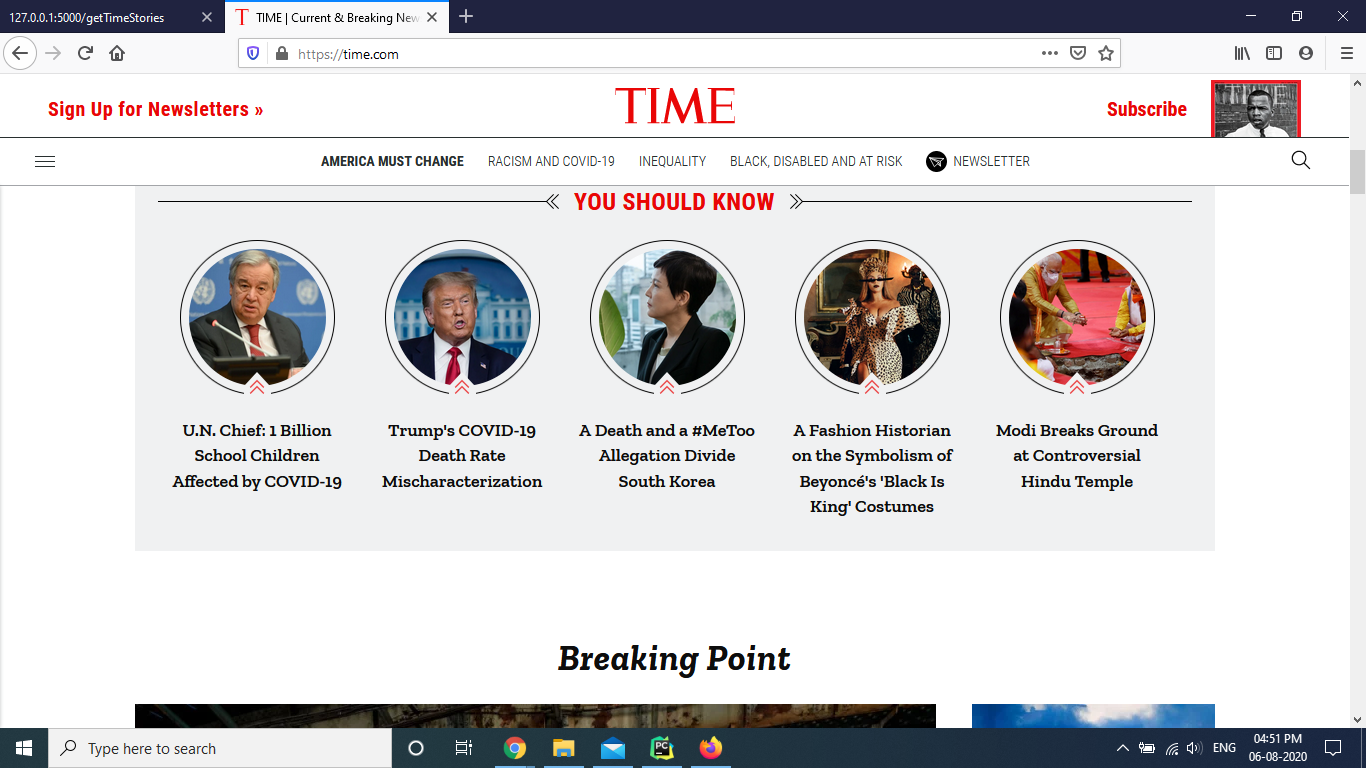 127.0.0.1:5000/getTimeStories
TIME | Current & Breaking New
https://time.com
Sign Up for Newsletters »
TIME
Subscribe
AMERICA MUST CHANGE RACISM AND COVID-19 INEQUALITY BLACK, DISABLED AND AT RISK NEWSLETTER
YOU SHOULD KNOW
U.N. Chief: 1 Billion
School Children
Affected by COVID-19
Trump's COVID-19
Death Rate
Mischaracterization
A Death and a #MeToo
Allegation Divide
South Korea
A Fashion Historian
on the Symbolism of
Beyoncé's 'Black Is
King' Costumes
Modi Breaks Ground
at Controversial
Hindu Temple
Breaking Point
Type here to search
PC
ENG
04:51 PM
06-08-2020